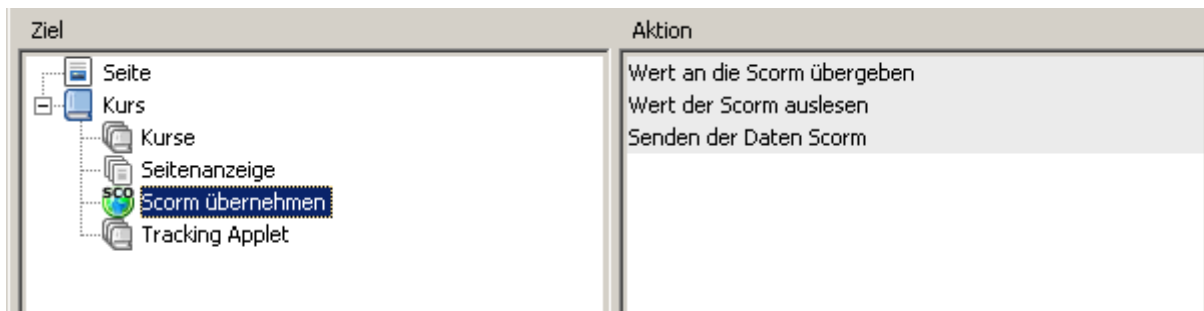 Ziel
Seite
Kurs
Kurse
Seitenanzeige
SCO
Scorm übernehmen
Tracking Applet
Aktion
Wert an die Scorm übergeben
Wert der Scorm auslesen
Senden der Daten Scorm